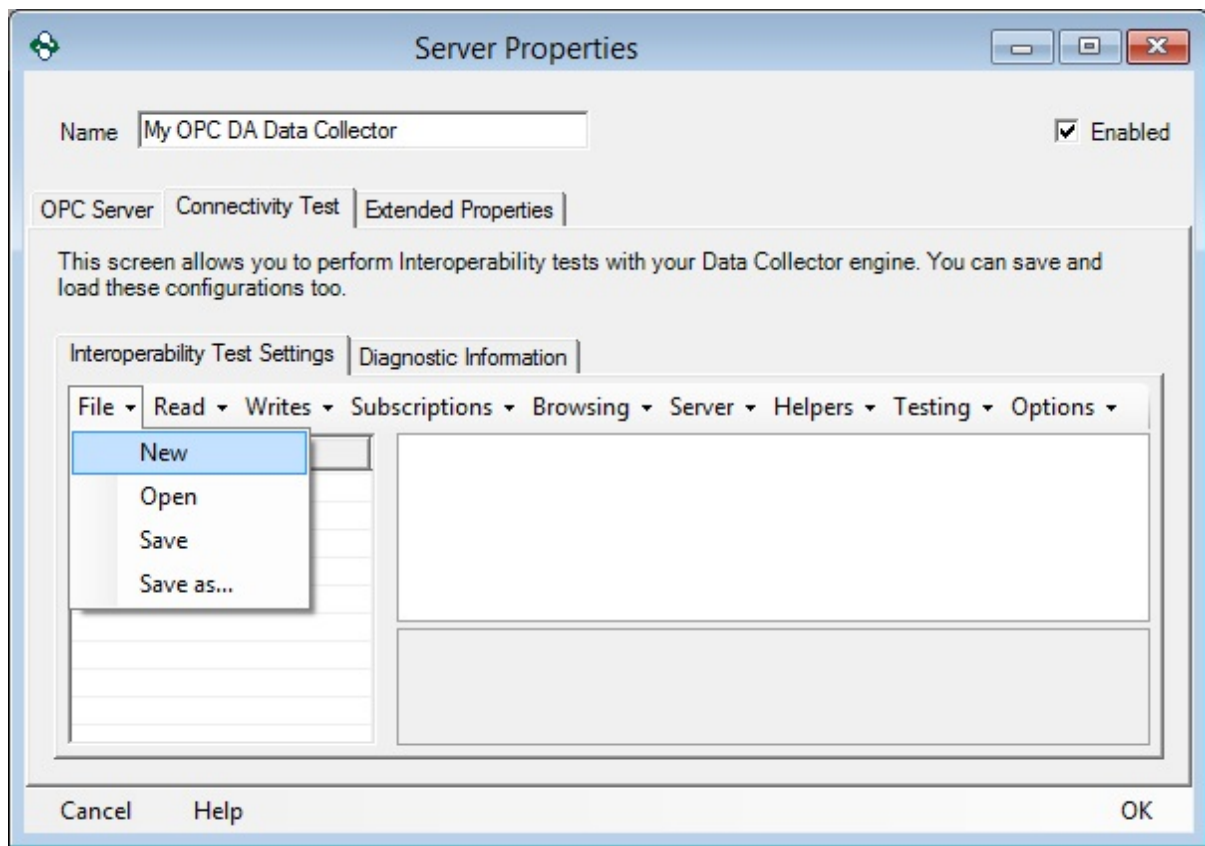 Server Properties
Name My OPC DA Data Collector Enabled
OPC Server Connectivity Test Extended Properties
This screen allows you to perform Interoperability tests with your Data Collector engine. You can save and
load these configurations too.
Interoperability Test Settings Diagnostic Information
File Read Writes Subscriptions Browsing Server Helpers Testing Options
New
Open
Save
Save as...
Cancel Help OK